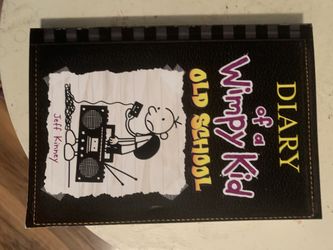 DIARY
of a
Wimpy Kid
OLD SCHOOL
Jeff Kinney